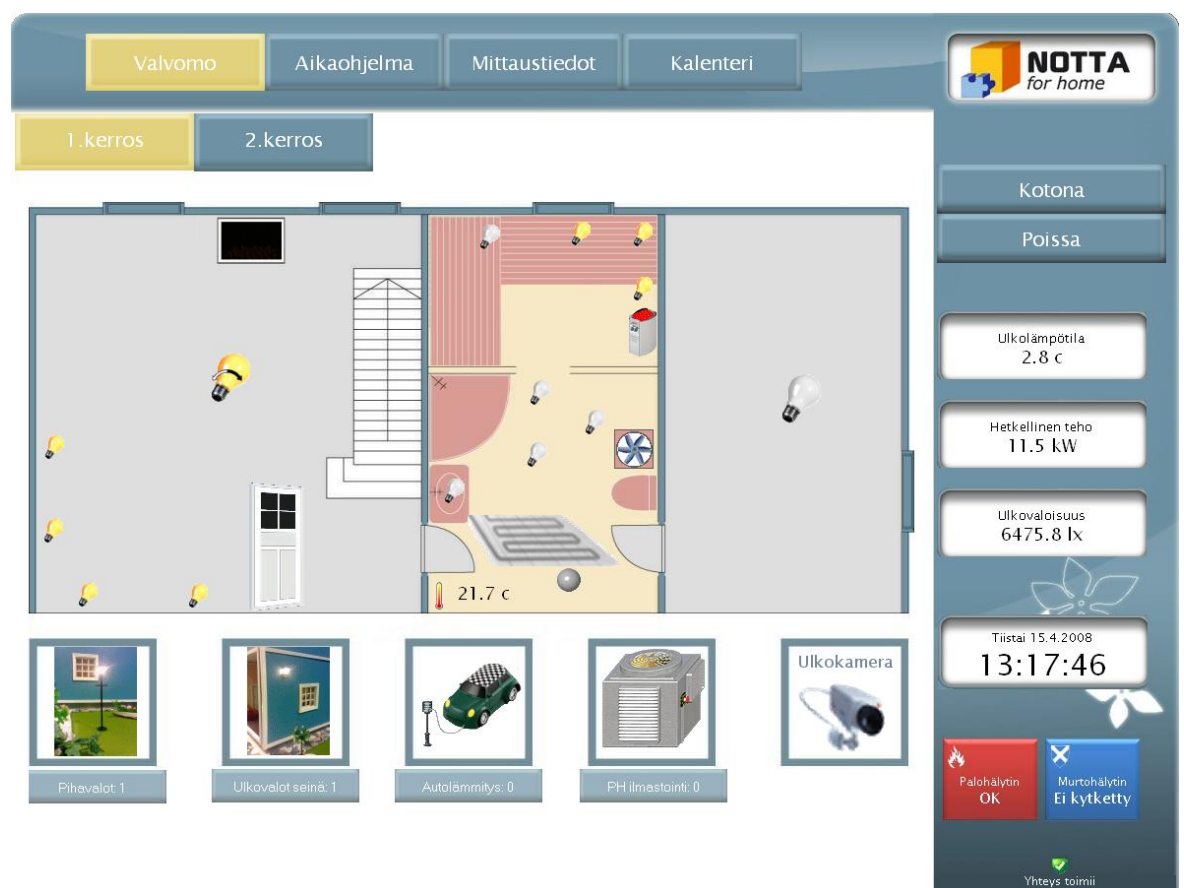 Valvomo
Aikaohjelma
Mittaustiedot
Kalenteri
NOTTA
for home
1.kerros
2.kerros
Kotona
Poissa
Ulkolämpötila
2.8 c
Hetkellinen teho
11.5 kW
Ulkovaloisuus
6475.8 lx
21.7 c
Tiistai 15.4.2008
13:17:46
Ulkokamera
Pihavalot: 1
Ulkovalot seinä: 1
Autolämmitys: 0
PH ilmastointi: 0
Palohälytin
OK
Murtohälytin
Ei kytketty
Yhteys toimii